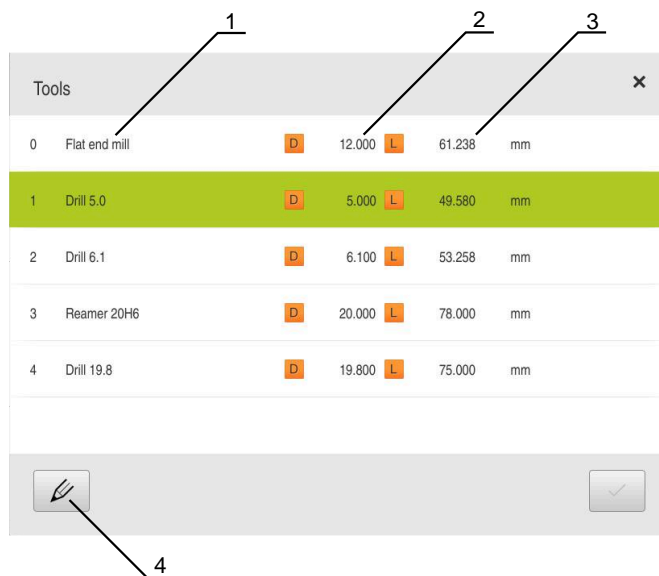 1 2 3
Tools ×
0 Flat end mill D 12.000 L 61.238 mm
1 Drill 5.0 D 5.000 L 49.580 mm
2 Drill 6.1 D 6.100 L 53.258 mm
3 Reamer 20H6 D 20.000 L 78.000 mm
4 Drill 19.8 D 19.800 L 75.000 mm
4